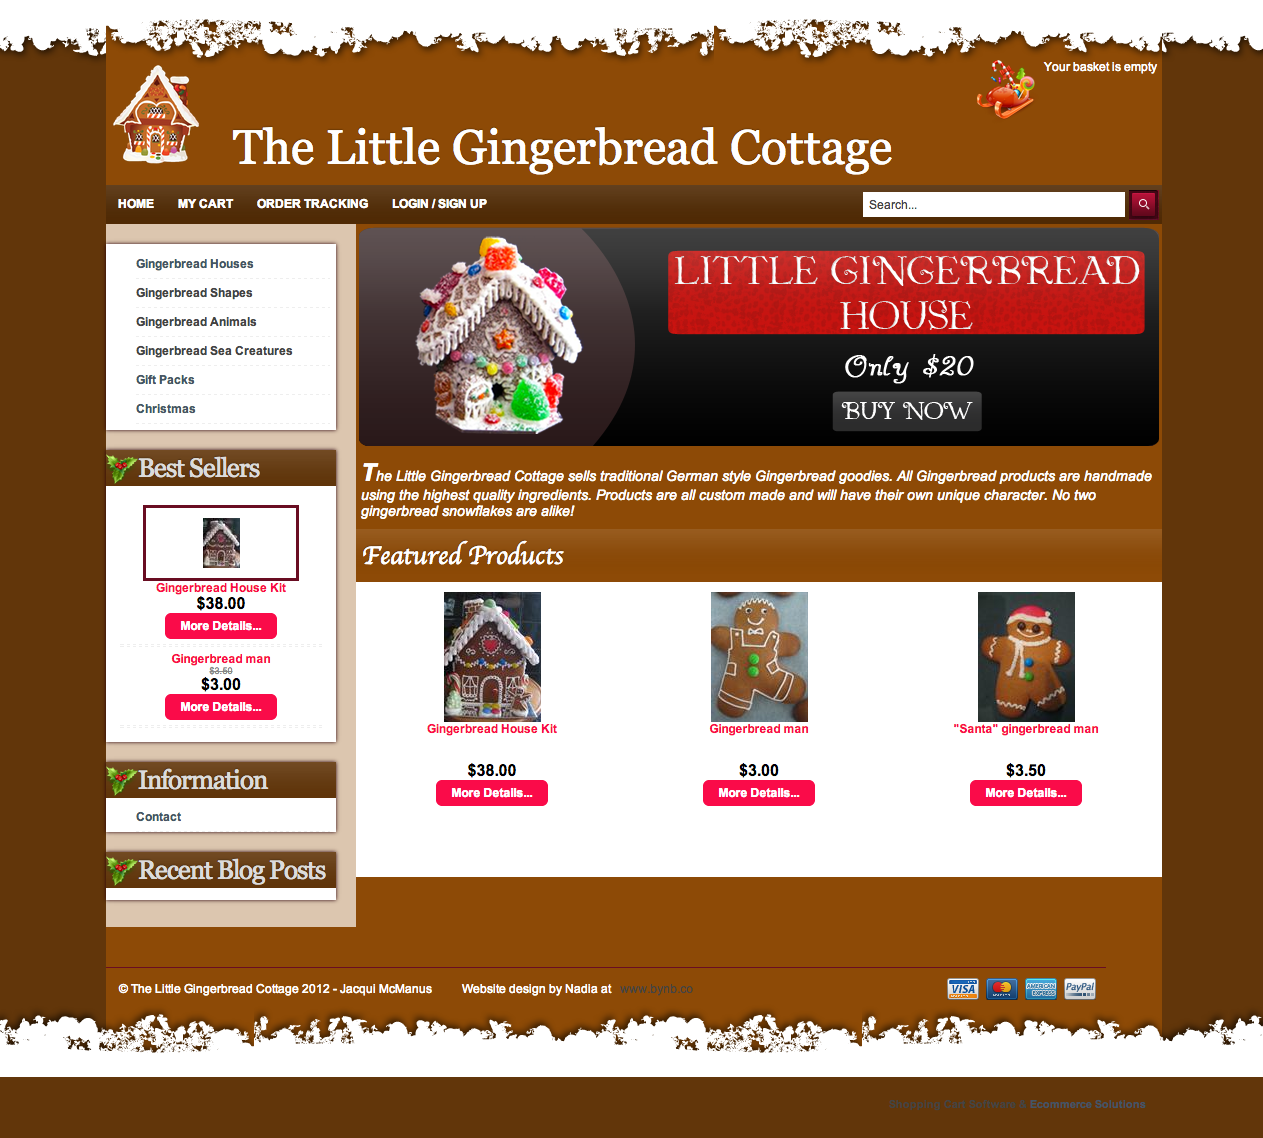 Your basket is empty
The Little Gingerbread Cottage
HOME MY CART ORDER TRACKING LOGIN / SIGN UP
Search...
Gingerbread Houses
Gingerbread Shapes
Gingerbread Animals
Gingerbread Sea Creatures
Gift Packs
Christmas
Best Sellers
Gingerbread House Kit
$38.00
More Details...
Gingerbread man
$3.50
$3.00
More Details...
Information
Contact
Recent Blog Posts
LITTLE GINGERBREAD
HOUSE
Only $20
BUY NOW
The Little Gingerbread Cottage sells traditional German style Gingerbread goodies. All Gingerbread products are handmade
using the highest quality ingredients. Products are all custom made and will have their own unique character. No two
gingerbread snowflakes are alike!
Featured Products
Gingerbread House Kit
$38.00
More Details...
Gingerbread man
$3.00
More Details...
"Santa" gingerbread man
$3.50
More Details...
© The Little Gingerbread Cottage 2012 - Jacqui McManus Website design by Nadia at www.bynb.co
VISA MAESTRO AMERICAN EXPRESS PayPal
Shopping Cart Software & Ecommerce Solutions